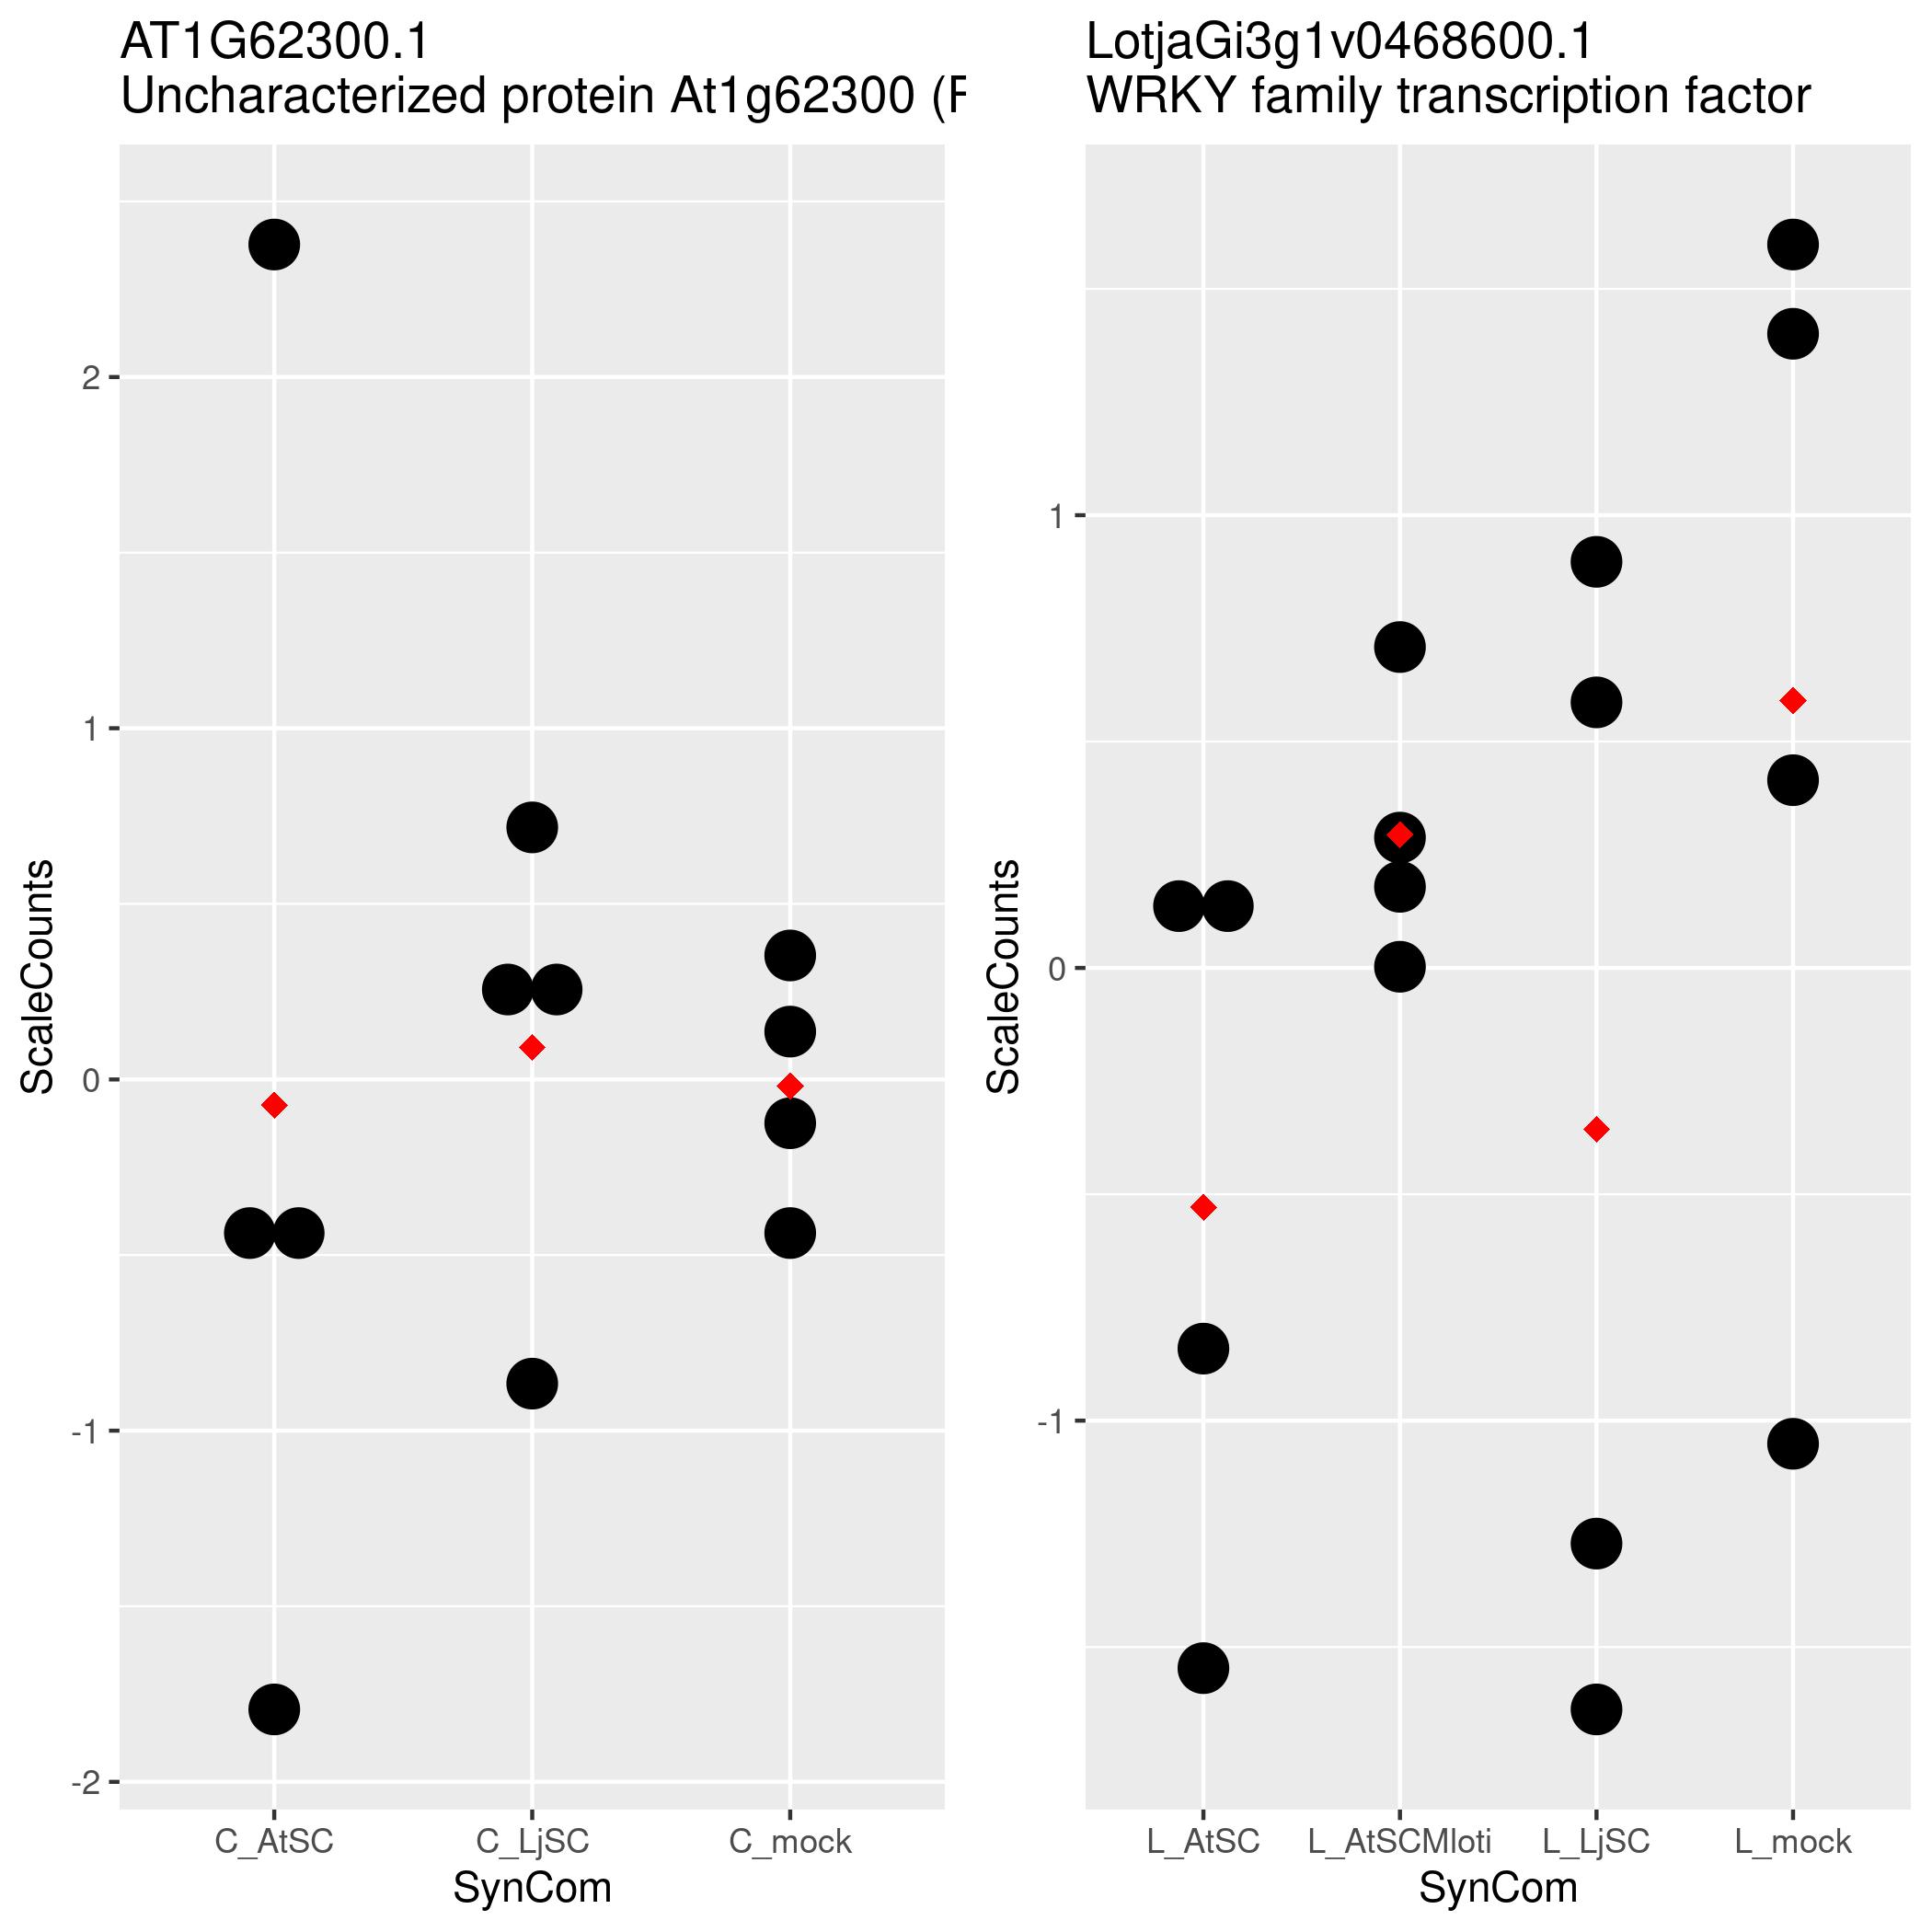 AT1G62300.1
Uncharacterized protein At1g62300 (F
ScaleCounts
2
1
0
-1
-2
C_AtSC C_LjSC C_mock
SynCom
LotjaGi3g1v0468600.1
WRKY family transcription factor
ScaleCounts
1
0
-1
L_AtSC L_AtSCMloti L_LjSC L_mock
SynCom